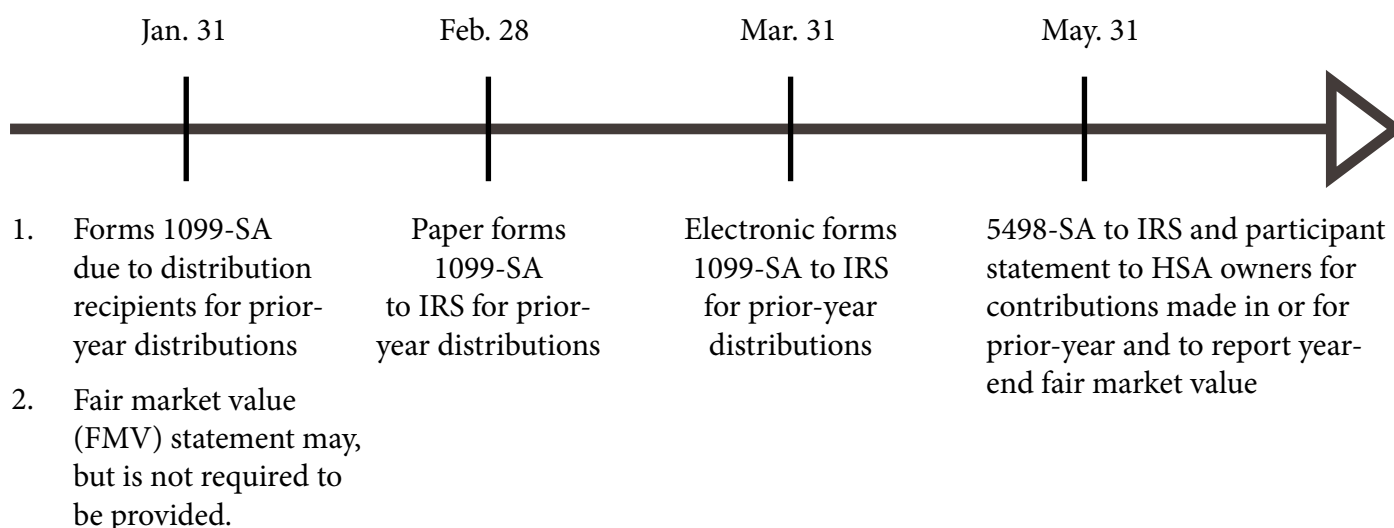 Jan. 31
Feb. 28
Mar. 31
May. 31
1. Forms 1099-SA
due to distribution
recipients for prior-
year distributions
2. Fair market value
(FMV) statement may,
but is not required to
be provided.
Paper forms
1099-SA
to IRS for prior-
year distributions
Electronic forms
1099-SA to IRS
for prior-year
distributions
5498-SA to IRS and participant
statement to HSA owners for
contributions made in or for
prior-year and to report year-
end fair market value